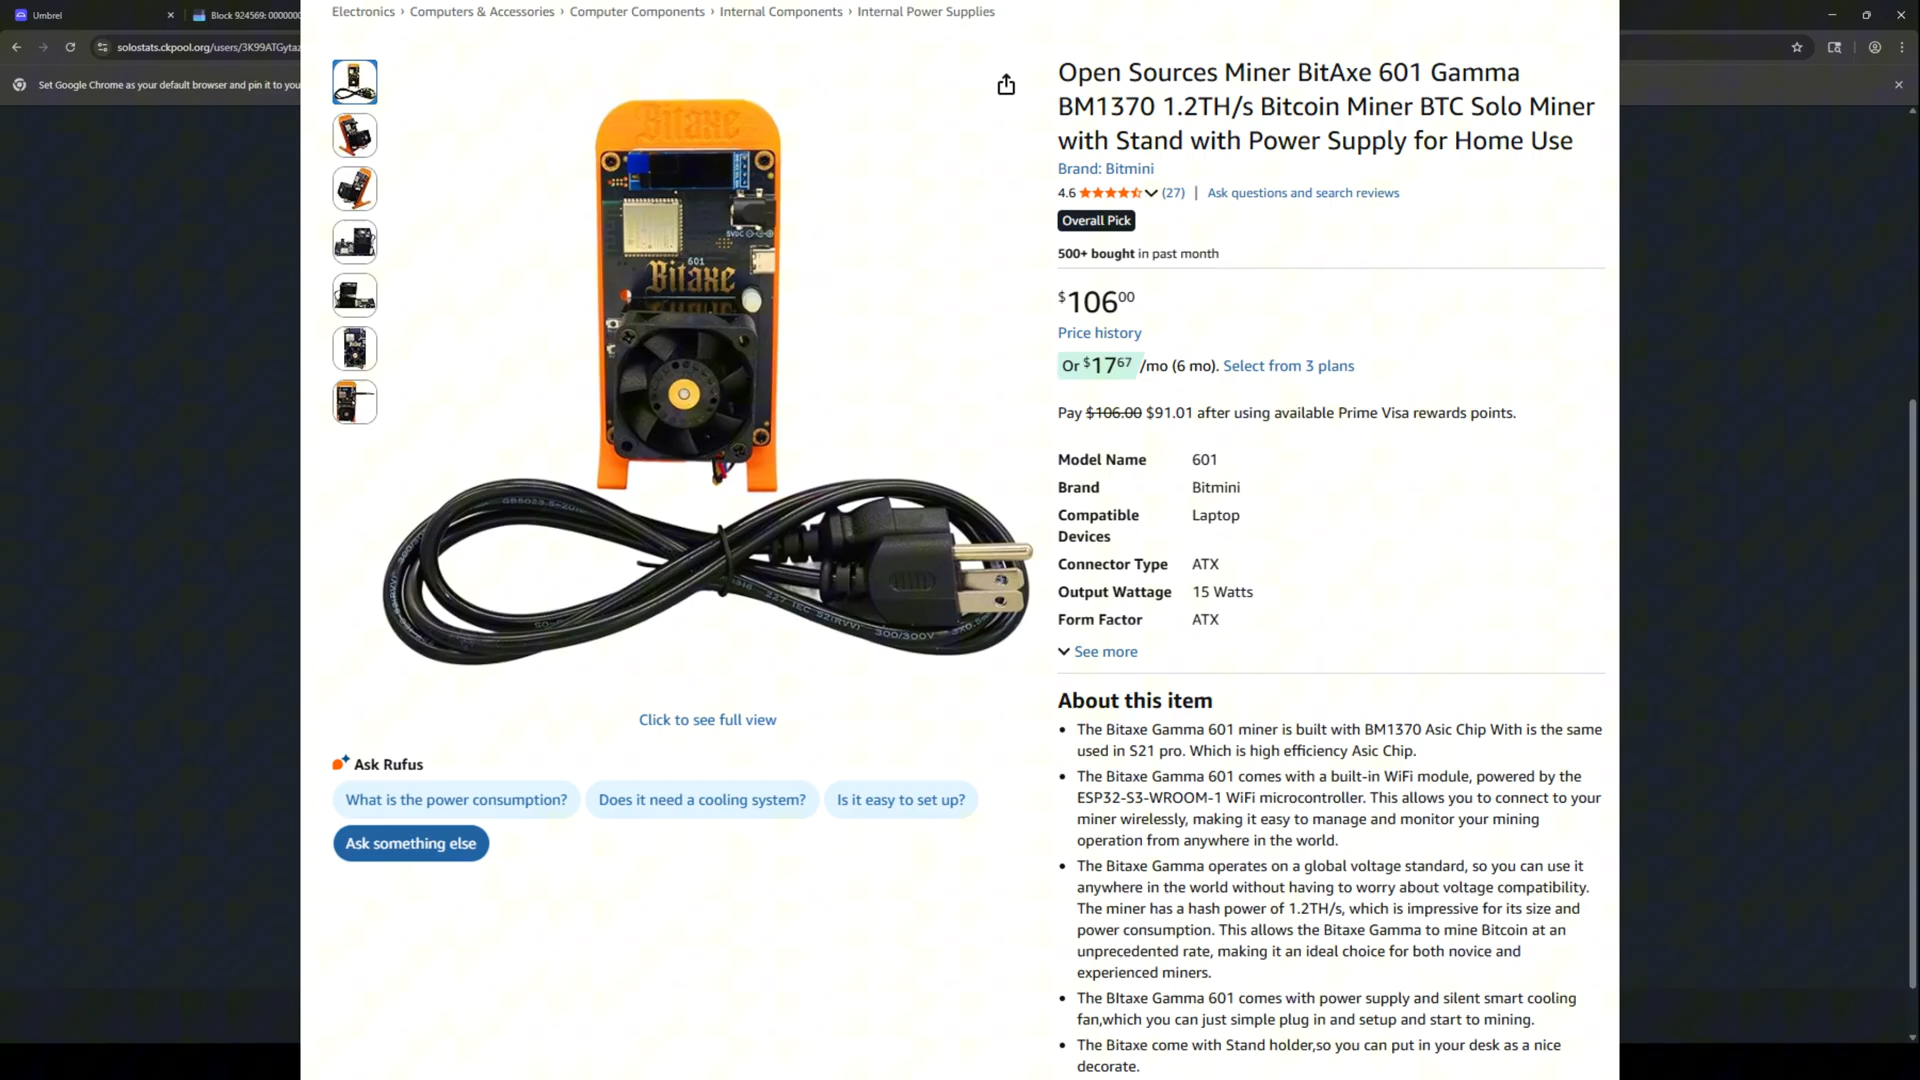 Umbrel
Block 924569: 0000000
solostats.ckpool.org/users/3K99ATGytaz
Set Google Chrome as your default browser and pin it to you
Electronics › Computers & Accessories › Computer Components › Internal Components › Internal Power Supplies
Open Sources Miner BitAxe 601 Gamma
BM1370 1.2TH/s Bitcoin Miner BTC Solo Miner
with Stand with Power Supply for Home Use
Brand: Bitmini
4.6 (27) | Ask questions and search reviews
Overall Pick
500+ bought in past month
$106.00
Price history
Or $17.67 /mo (6 mo). Select from 3 plans
Pay $106.00 $91.01 after using available Prime Visa rewards points.
Model Name 601
Brand Bitmini
Compatible Laptop
Devices
Connector Type ATX
Output Wattage 15 Watts
Form Factor ATX
See more
About this item
• The Bitaxe Gamma 601 miner is built with BM1370 Asic Chip With is the same
used in S21 pro. Which is high efficiency Asic Chip.
• The Bitaxe Gamma 601 comes with a built-in WiFi module, powered by the
ESP32-S3-WROOM-1 WiFi microcontroller. This allows you to connect to your
miner wirelessly, making it easy to manage and monitor your mining
operation from anywhere in the world.
• The Bitaxe Gamma operates on a global voltage standard, so you can use it
anywhere in the world without having to worry about voltage compatibility.
The miner has a hash power of 1.2TH/s, which is impressive for its size and
power consumption. This allows the Bitaxe Gamma to mine Bitcoin at an
unprecedented rate, making it an ideal choice for both novice and
experienced miners.
• The BItaxe Gamma 601 comes with power supply and silent smart cooling
fan,which you can just simple plug in and setup and start to mining.
• The Bitaxe come with Stand holder,so you can put in your desk as a nice
decorate.
Bitaxe
5VDC
601
Bitaxe
300/300V
Click to see full view
Ask Rufus
What is the power consumption?
Does it need a cooling system?
Is it easy to set up?
Ask something else